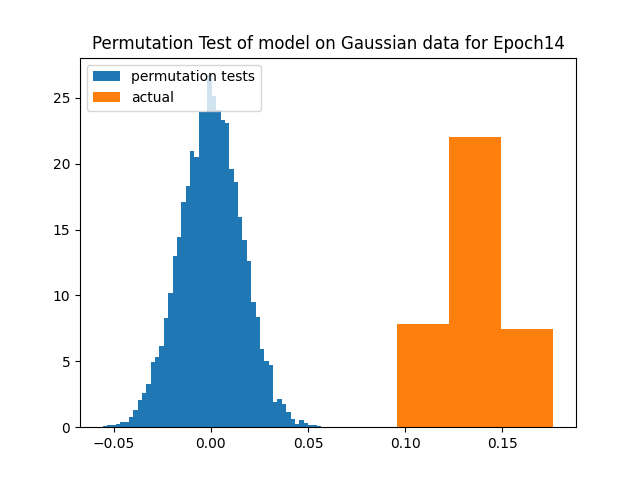 Permutation Test of model on Gaussian data for Epoch14
permutation tests
actual
25
20
15
10
5
0
−0.05 0.00 0.05 0.10 0.15